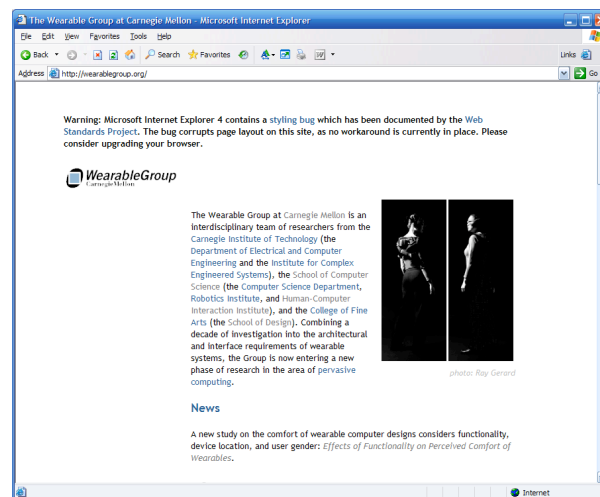 The Wearable Group at Carnegie Mellon - Microsoft Internet Explorer
File Edit View Favorites Tools Help
Back Search Favorites Links
Address http://wearablegroup.org/ Go
Warning: Microsoft Internet Explorer 4 contains a styling bug which has been documented by the Web
Standards Project. The bug corrupts page layout on this site, as no workaround is currently in place. Please
consider upgrading your browser.
WearableGroup
CarnegieMellon
The Wearable Group at Carnegie Mellon is an
interdisciplinary team of researchers from the
Carnegie Institute of Technology (the
Department of Electrical and Computer
Engineering and the Institute for Complex
Engineered Systems), the School of Computer
Science (the Computer Science Department,
Robotics Institute, and Human-Computer
Interaction Institute), and the College of Fine
Arts (the School of Design). Combining a
decade of investigation into the architectural
and interface requirements of wearable
systems, the Group is now entering a new
phase of research in the area of pervasive
computing.
photo: Ray Gerard
News
A new study on the comfort of wearable computer designs considers functionality,
device location, and user gender: Effects of Functionality on Perceived Comfort of
Wearables.
Internet